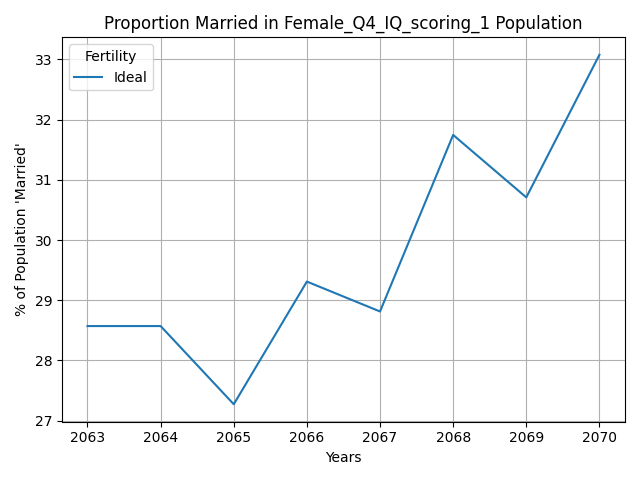 Proportion Married in Female_Q4_IQ_scoring_1 Population
Fertility
Ideal
% of Population 'Married'
33
32
31
30
29
28
27
2063 2064 2065 2066 2067 2068 2069 2070
Years